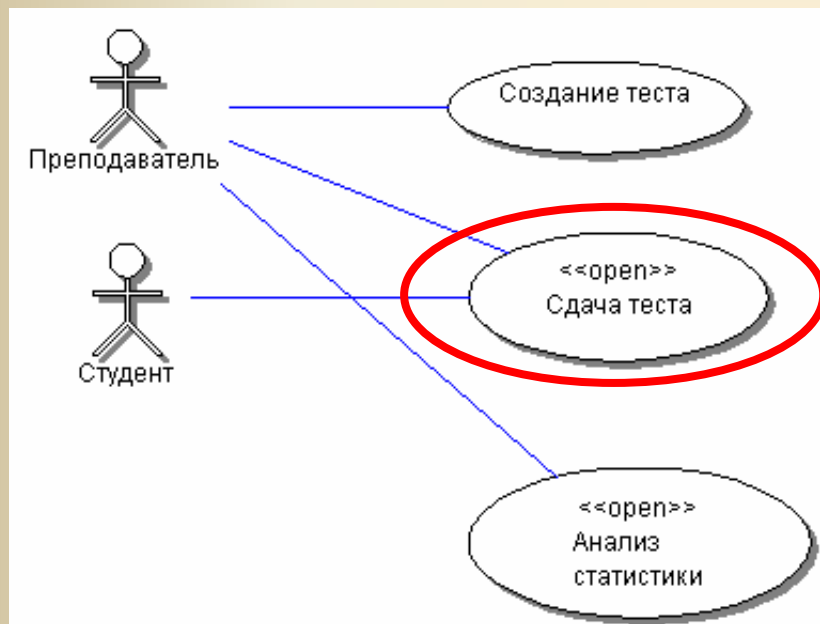 Преподаватель
Создание теста
<<open>>
Сдача теста
Студент
<<open>>
Анализ
статистики